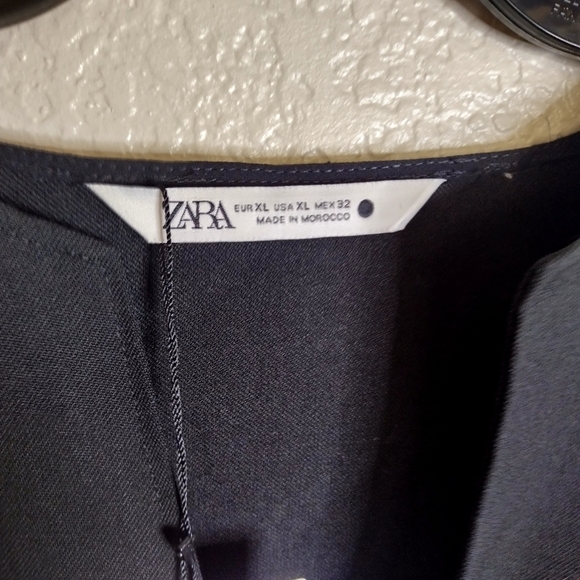 ZARA
EUR XL USA XL MEX 32
MADE IN MOROCCO